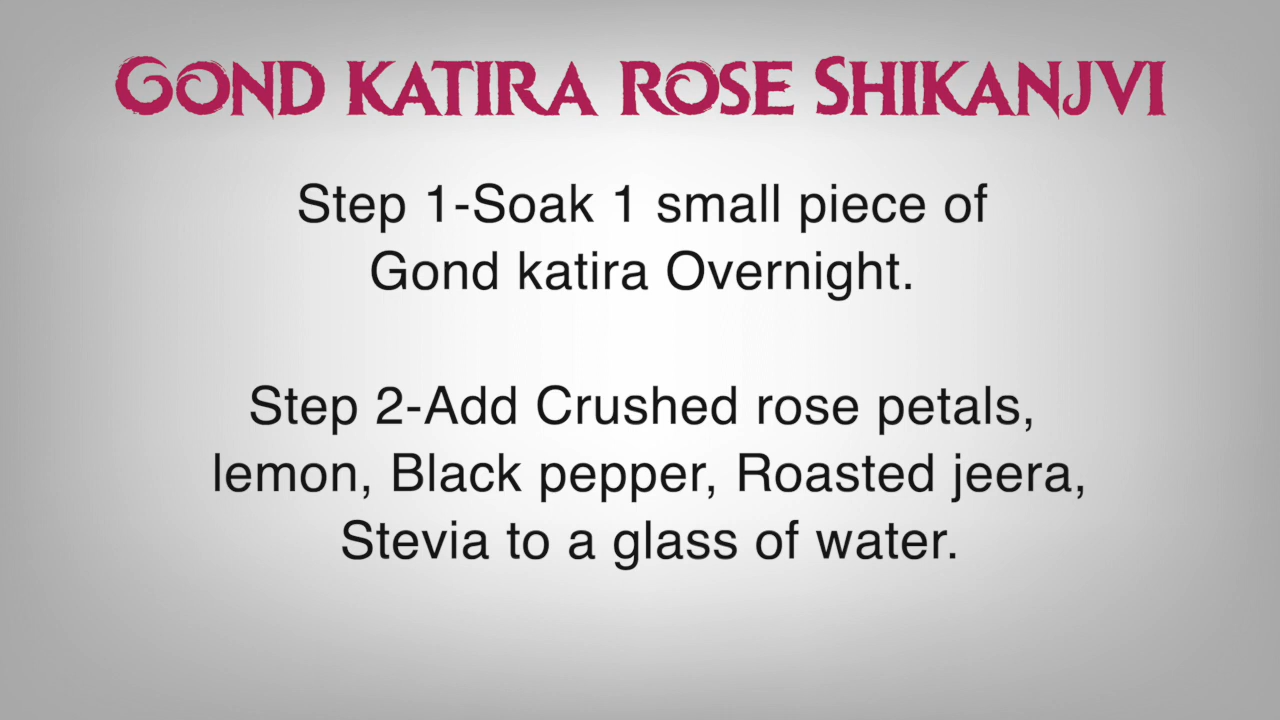 Gond katira rose Shikanjvi
Step 1-Soak 1 small piece of
Gond katira Overnight.
Step 2-Add Crushed rose petals,
lemon, Black pepper, Roasted jeera,
Stevia to a glass of water.